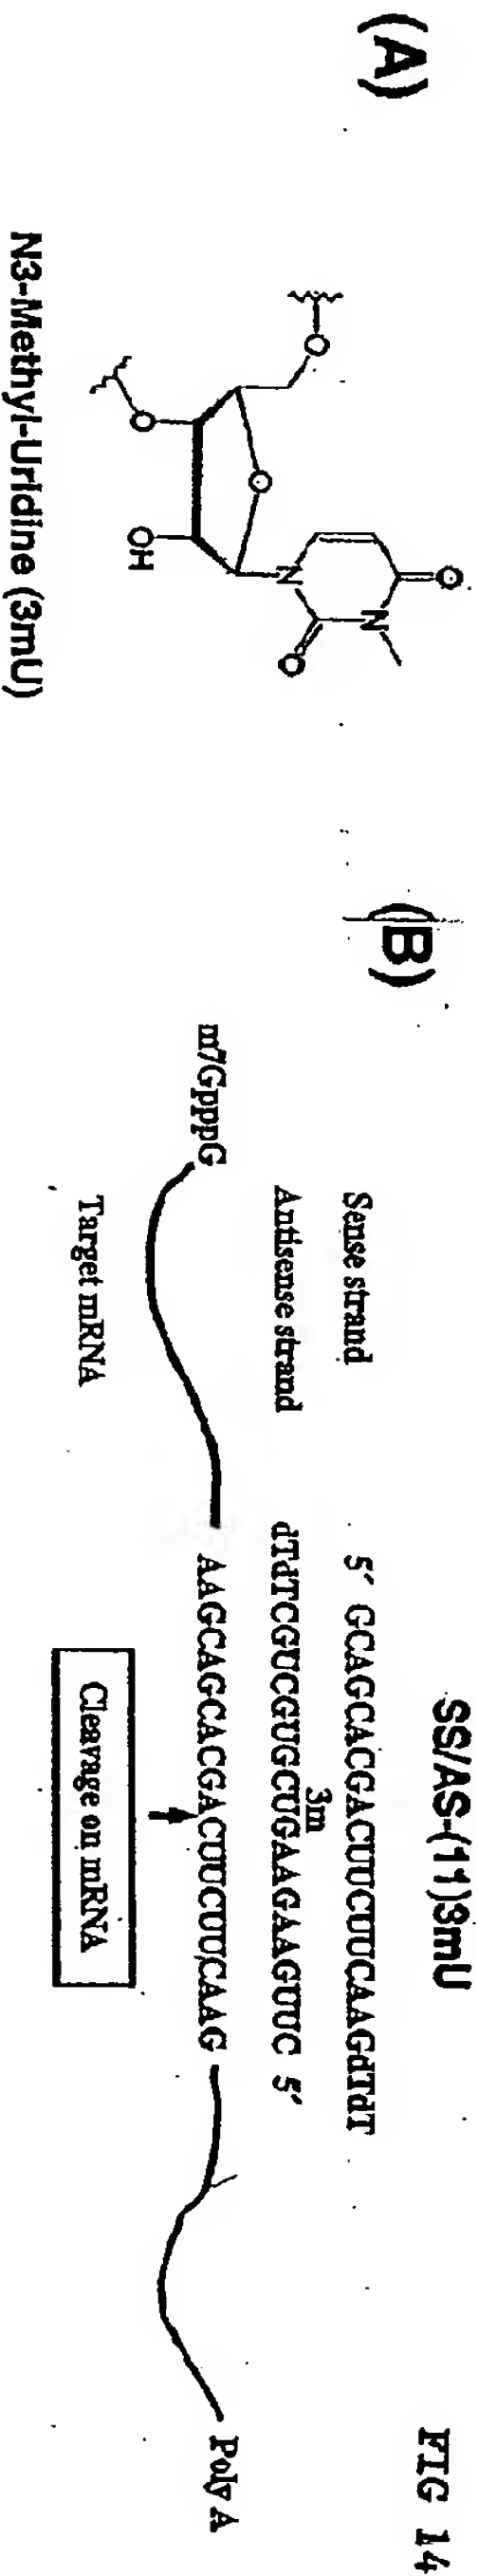 FIG 14
(A)
O
N
O
N
O
O
O
OH
N3-Methyl-Uridine (3mU)
(B)
SS/AS-(11)3mU
Sense strand 5´ GCAGCACGACUUCUUCAAGdTdT
3m
Antisense strand dTdTCGUCGUGCUGAAGAAGUUC 5´
m7GpppG AAGCAGCACGACUUCUUCAAG Poly A
Target mRNA
Cleavage on mRNA